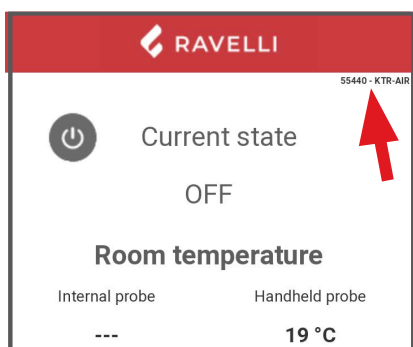 RAVELLI
55440 - KTR-AIR
Current state
OFF
Room temperature
Internal probe Handheld probe
--- 19 °C